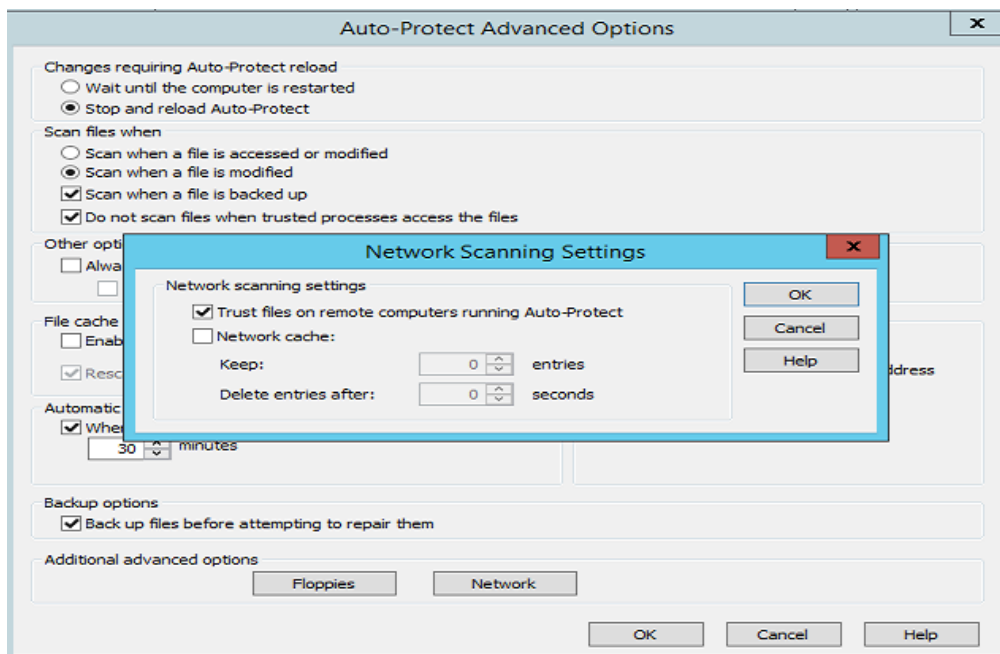 Auto-Protect Advanced Options
Changes requiring Auto-Protect reload
Wait until the computer is restarted
Stop and reload Auto-Protect
Scan files when
Scan when a file is accessed or modified
Scan when a file is modified
Scan when a file is backed up
Do not scan files when trusted processes access the files
Other opti
Alwa
Network Scanning Settings
Network scanning settings
Trust files on remote computers running Auto-Protect
Network cache:
Keep: 0 entries
Delete entries after: 0 seconds
OK
Cancel
Help
File cache
Enab
Resc
ddress
Automatic
When
30 minutes
Backup options
Back up files before attempting to repair them
Additional advanced options
Floppies Network
OK Cancel Help